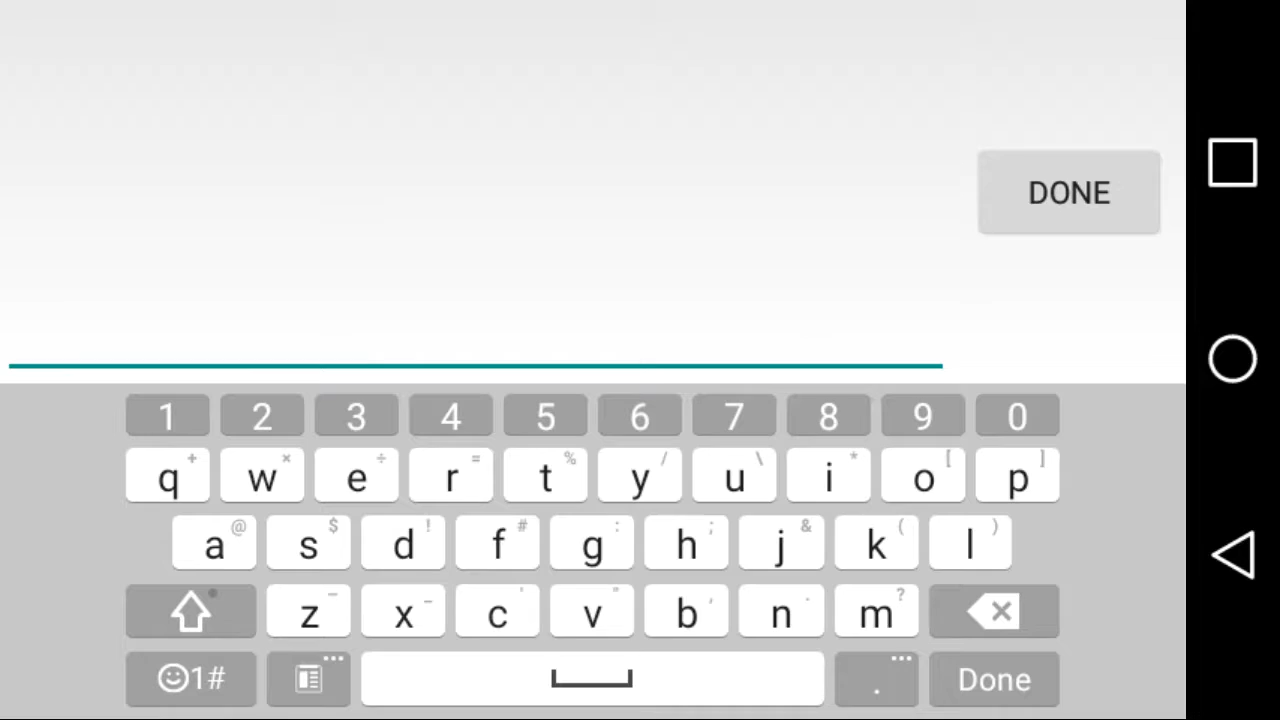 DONE
1 2 3 4 5 6 7 8 9 0
q + w × e ÷ r = t % y / u \ i * o [ p ]
a @ s $ d ! f # g : h ; j & k ( l )
z – x _ c ' v " b , n . m ?
1# . Done